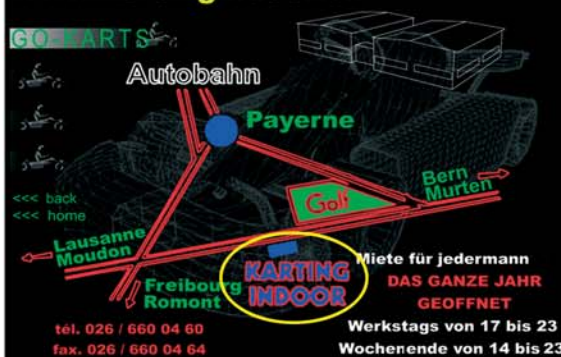 GO-KARTS
Autobahn
Payerne
Golf
Bern
Murten
<<< back
<<< home
Lausanne
Moudon
Freibourg
Romont
KARTING
INDOOR
Miete für jedermann
DAS GANZE JAHR
GEOFFNET
Werkstags von 17 bis 23
Wochenende von 14 bis 23
tél. 026 / 660 04 60
fax. 026 / 660 04 64